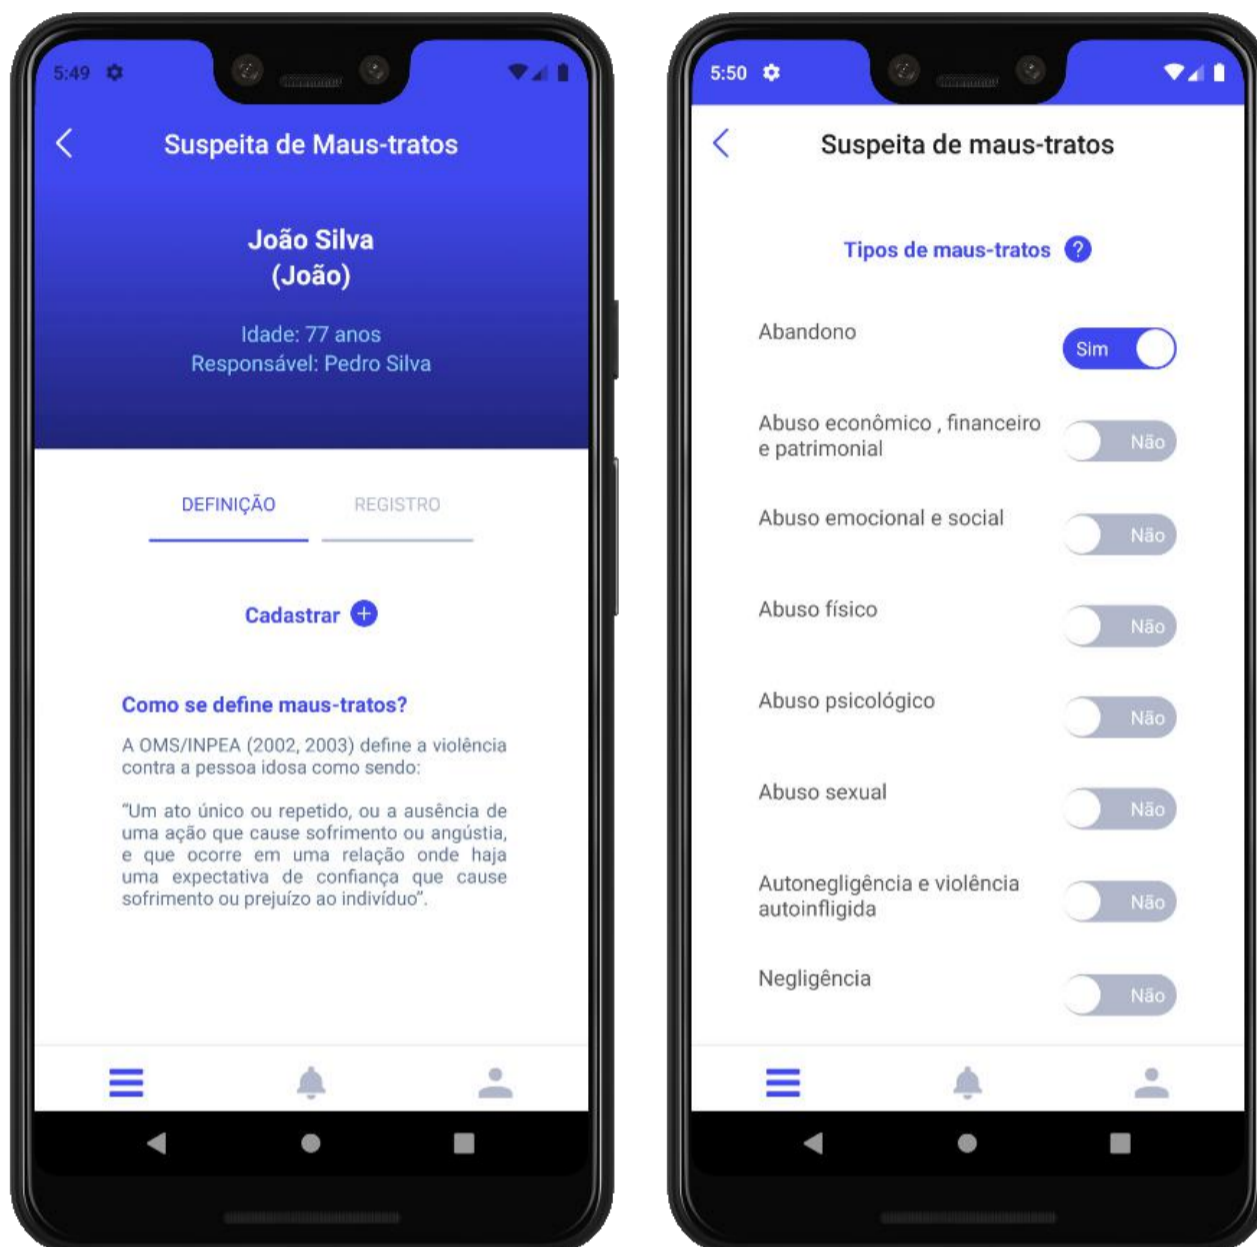 5:49
Suspeita de Maus-tratos
João Silva
(João)
Idade: 77 anos
Responsável: Pedro Silva
DEFINIÇÃO
REGISTRO
Cadastrar
Como se define maus-tratos?
A OMS/INPEA (2002, 2003) define a violência
contra a pessoa idosa como sendo:
“Um ato único ou repetido, ou a ausência de
uma ação que cause sofrimento ou angústia,
e que ocorre em uma relação onde haja
uma expectativa de confiança que cause
sofrimento ou prejuízo ao indivíduo”.
5:50
Suspeita de maus-tratos
Tipos de maus-tratos ?
Abandono
Sim
Abuso econômico , financeiro
e patrimonial
Não
Abuso emocional e social
Não
Abuso físico
Não
Abuso psicológico
Não
Abuso sexual
Não
Autonegligência e violência
autoinfligida
Não
Negligência
Não